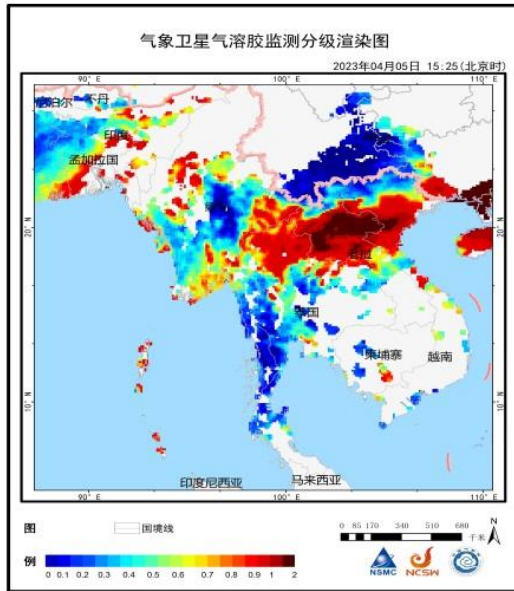 气象卫星气溶胶监测分级渲染图
2023年04月05日 15:25(北京时)
90° E
100° E
110° E
不丹
印度
孟加拉国
20° N
20° N
老挝
泰国
柬埔寨
越南
10° N
10° N
印度尼西亚
马来西亚
90° E
100° E
110° E
图
国境线
0 85 170 340 510 680
千米
N
例
0 0.1 0.2 0.3 0.4 0.5 0.6 0.7 0.8 0.9 1 2
NSMC
NCSW